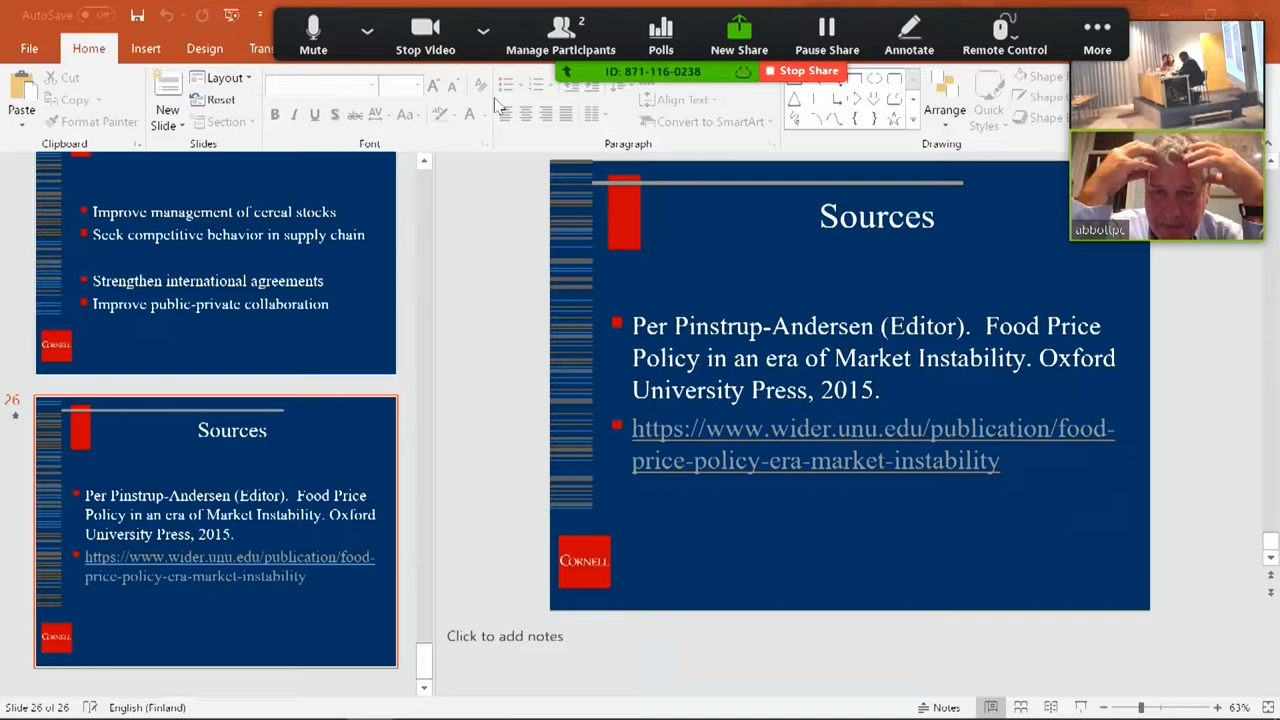 AutoSave Off
2
Mute
Stop Video
Manage Participants
Polls
New Share
Pause Share
Annotate
Remote Control
More
ID: 871-116-0238
Stop Share
File
Home
Insert
Design
Paste
Cut
Copy
Clipboard
New
Slide
Layout
Reset
Section
Slides
Font
Align Text
Convert to SmartArt
Paragraph
Styles
Drawing
abbottpc
Improve management of cereal stocks
Seek competitive behavior in supply chain
Strengthen international agreements
Improve public-private collaboration
CORNELL
26
Sources
Per Pinstrup-Andersen (Editor). Food Price
Policy in an era of Market Instability. Oxford
University Press, 2015.
https://www.wider.unu.edu/publication/food-
price-policy-era-market-instability
CORNELL
Sources
Per Pinstrup-Andersen (Editor). Food Price
Policy in an era of Market Instability Oxford
University Press, 2015.
https://www.wider.unu.edu/publication/food-
price-policy-era-market-instability
CORNELL
Click to add notes
Slide 26 of 26
English (Finland)
Notes
63%